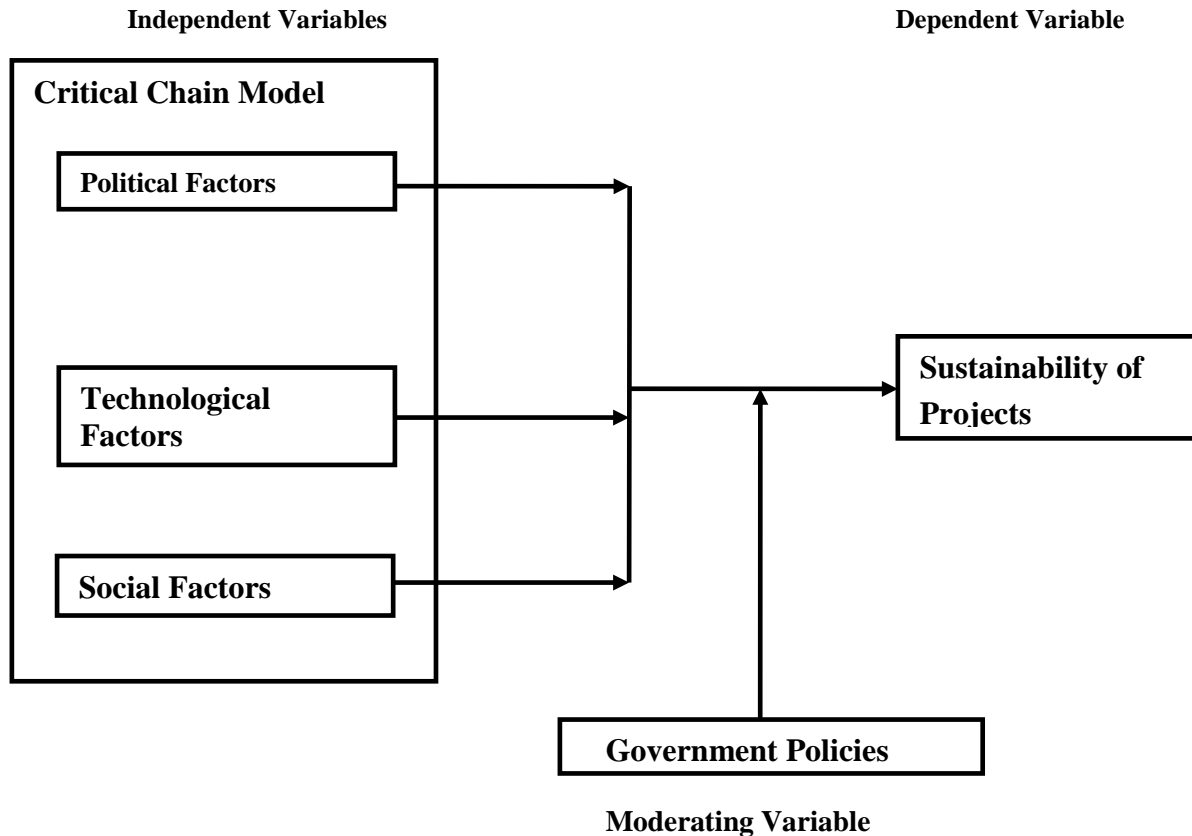 Independent Variables
Dependent Variable
Critical Chain Model
Political Factors
Technological
Factors
Social Factors
Sustainability of
Projects
Government Policies
Moderating Variable